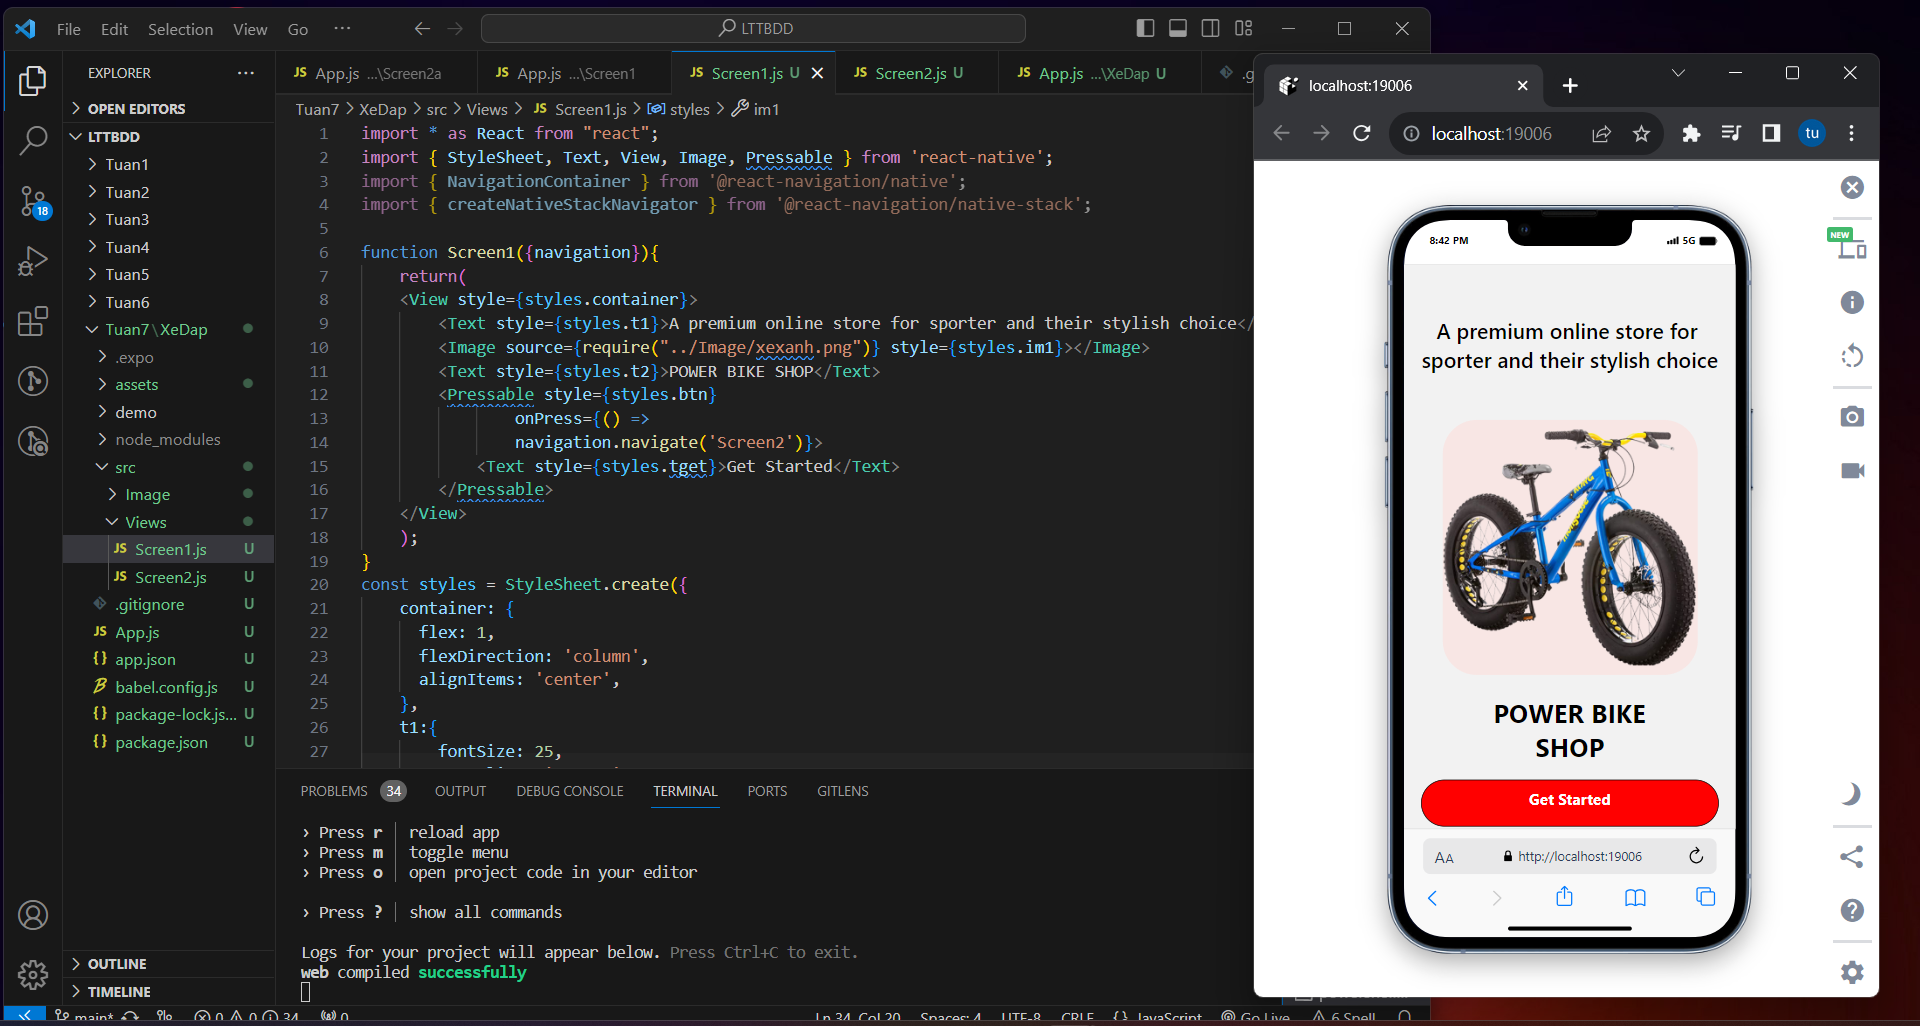 File Edit Selection View Go ··· LTTBDD
EXPLORER ···
OPEN EDITORS
LTTBDD
Tuan1
Tuan2
Tuan3
Tuan4
Tuan5
Tuan6
Tuan7\XeDap
.expo
assets
demo
node_modules
src
Image
Views
JS Screen1.js U
JS Screen2.js U
.gitignore U
JS App.js U
{} app.json U
babel.config.js U
{} package-lock.js... U
{} package.json U
OUTLINE
TIMELINE
18
JS App.js ...\Screen2a JS App.js ...\Screen1 JS Screen1.js U JS Screen2.js U JS App.js ...\XeDap U .g
Tuan7 > XeDap > src > Views > JS Screen1.js > styles > im1
1 import * as React from "react";
2 import { StyleSheet, Text, View, Image, Pressable } from 'react-native';
3 import { NavigationContainer } from '@react-navigation/native';
4 import { createNativeStackNavigator } from '@react-navigation/native-stack';
5
6 function Screen1({navigation}){
7 return(
8 <View style={styles.container}>
9 <Text style={styles.t1}>A premium online store for sporter and their stylish choice</
10 <Image source={require("../Image/xexanh.png")} style={styles.im1}></Image>
11 <Text style={styles.t2}>POWER BIKE SHOP</Text>
12 <Pressable style={styles.btn}
13 onPress={() =>
14 navigation.navigate('Screen2')}>
15 <Text style={styles.tget}>Get Started</Text>
16 </Pressable>
17 </View>
18 );
19 }
20 const styles = StyleSheet.create({
21 container: {
22 flex: 1,
23 flexDirection: 'column',
24 alignItems: 'center',
25 },
26 t1:{
27 fontSize: 25,
PROBLEMS 34 OUTPUT DEBUG CONSOLE TERMINAL PORTS GITLENS
› Press r │ reload app
› Press m │ toggle menu
› Press o │ open project code in your editor
› Press ? │ show all commands
Logs for your project will appear below. Press Ctrl+C to exit.
web compiled successfully
main* 0 0 34 0 Ln 34, Col 20 Spaces: 4 UTF-8 CRLF {} JavaScript Go Live 6 Spell
localhost:19006
localhost:19006 tu
NEW
8:42 PM 5G
A premium online store for
sporter and their stylish choice
POWER BIKE
SHOP
Get Started
AA http://localhost:19006